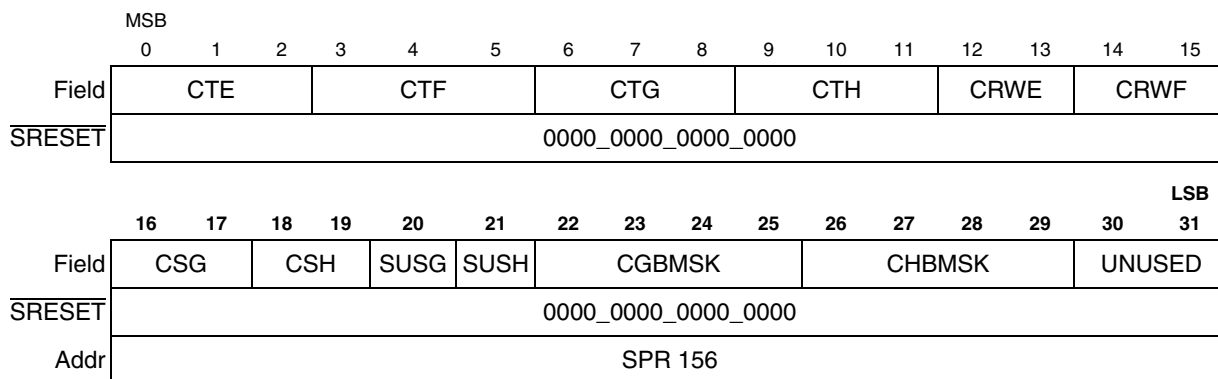 MSB
0 1 2 3 4 5 6 7 8 9 10 11 12 13 14 15
Field CTE CTF CTG CTH CRWE CRWF
SRESET 0000_0000_0000_0000
LSB
16 17 18 19 20 21 22 23 24 25 26 27 28 29 30 31
Field CSG CSH SUSG SUSH CGBMSK CHBMSK UNUSED
SRESET 0000_0000_0000_0000
Addr SPR 156